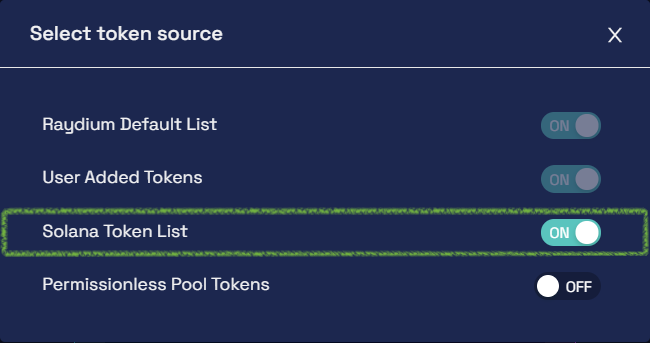 Select token source X
Raydium Default List ON
User Added Tokens ON
Solana Token List ON
Permissionless Pool Tokens OFF